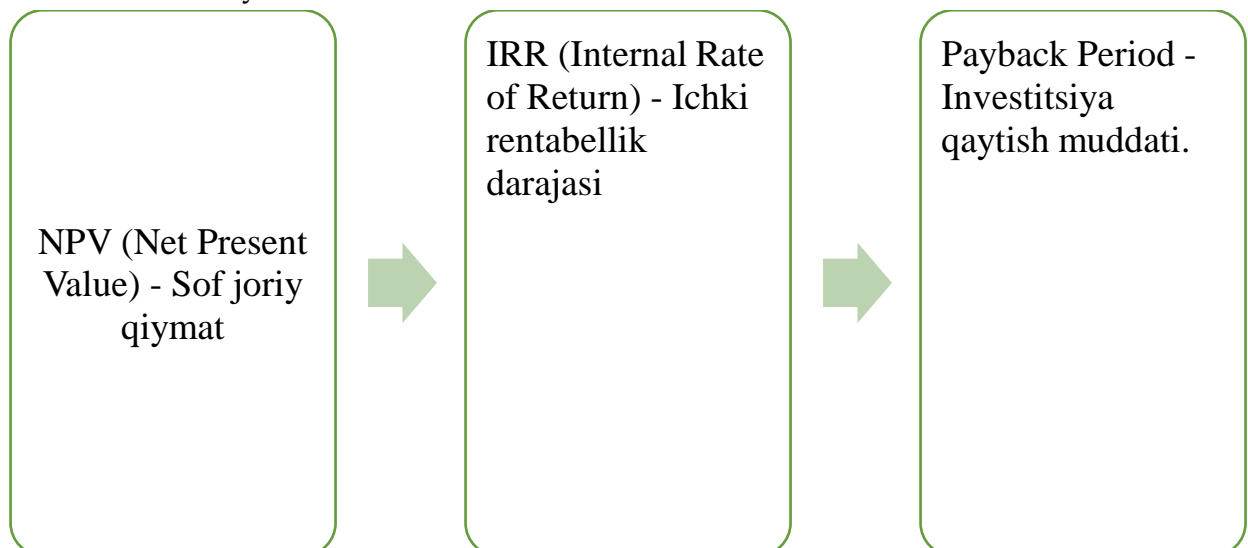 NPV (Net Present
Value) - Sof joriy
qiymat
IRR (Internal Rate
of Return) - Ichki
rentabellik
darajasi
Payback Period -
Investitsiya
qaytish muddati.